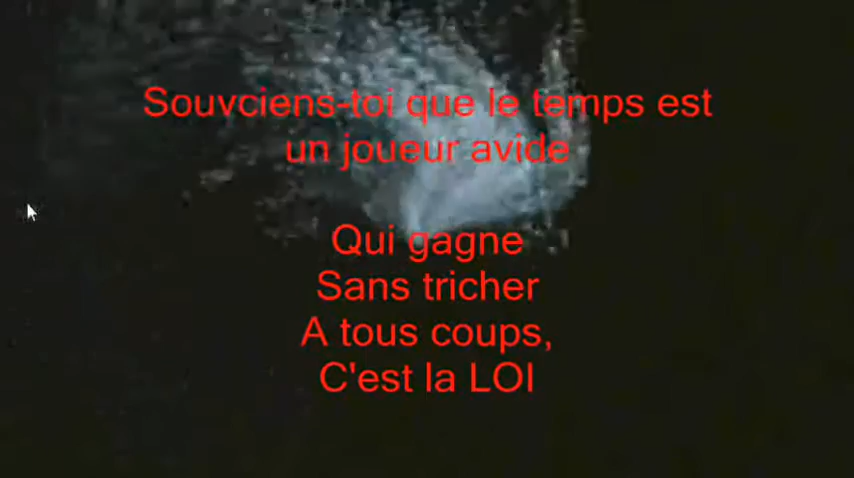 Souvciens-toi que le temps est
un joueur avide
Qui gagne
Sans tricher
A tous coups,
C'est la LOI